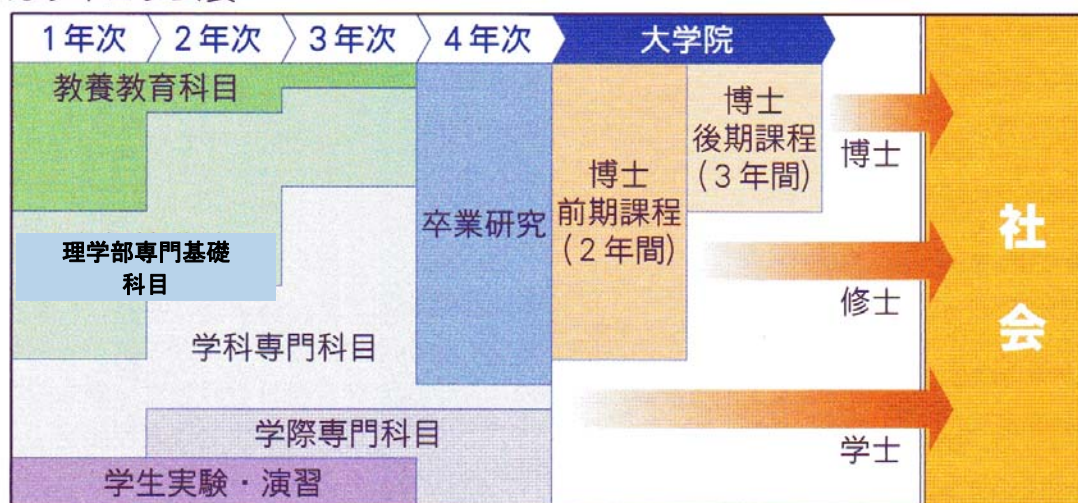 1年次
2年次
3年次
4年次
大学院
教養教育科目
理学部専門基礎
科目
学科専門科目
学際専門科目
学生実験・演習
卒業研究
博士
前期課程
(2年間)
博士
後期課程
(3年間)
博士
修士
学士
社
会